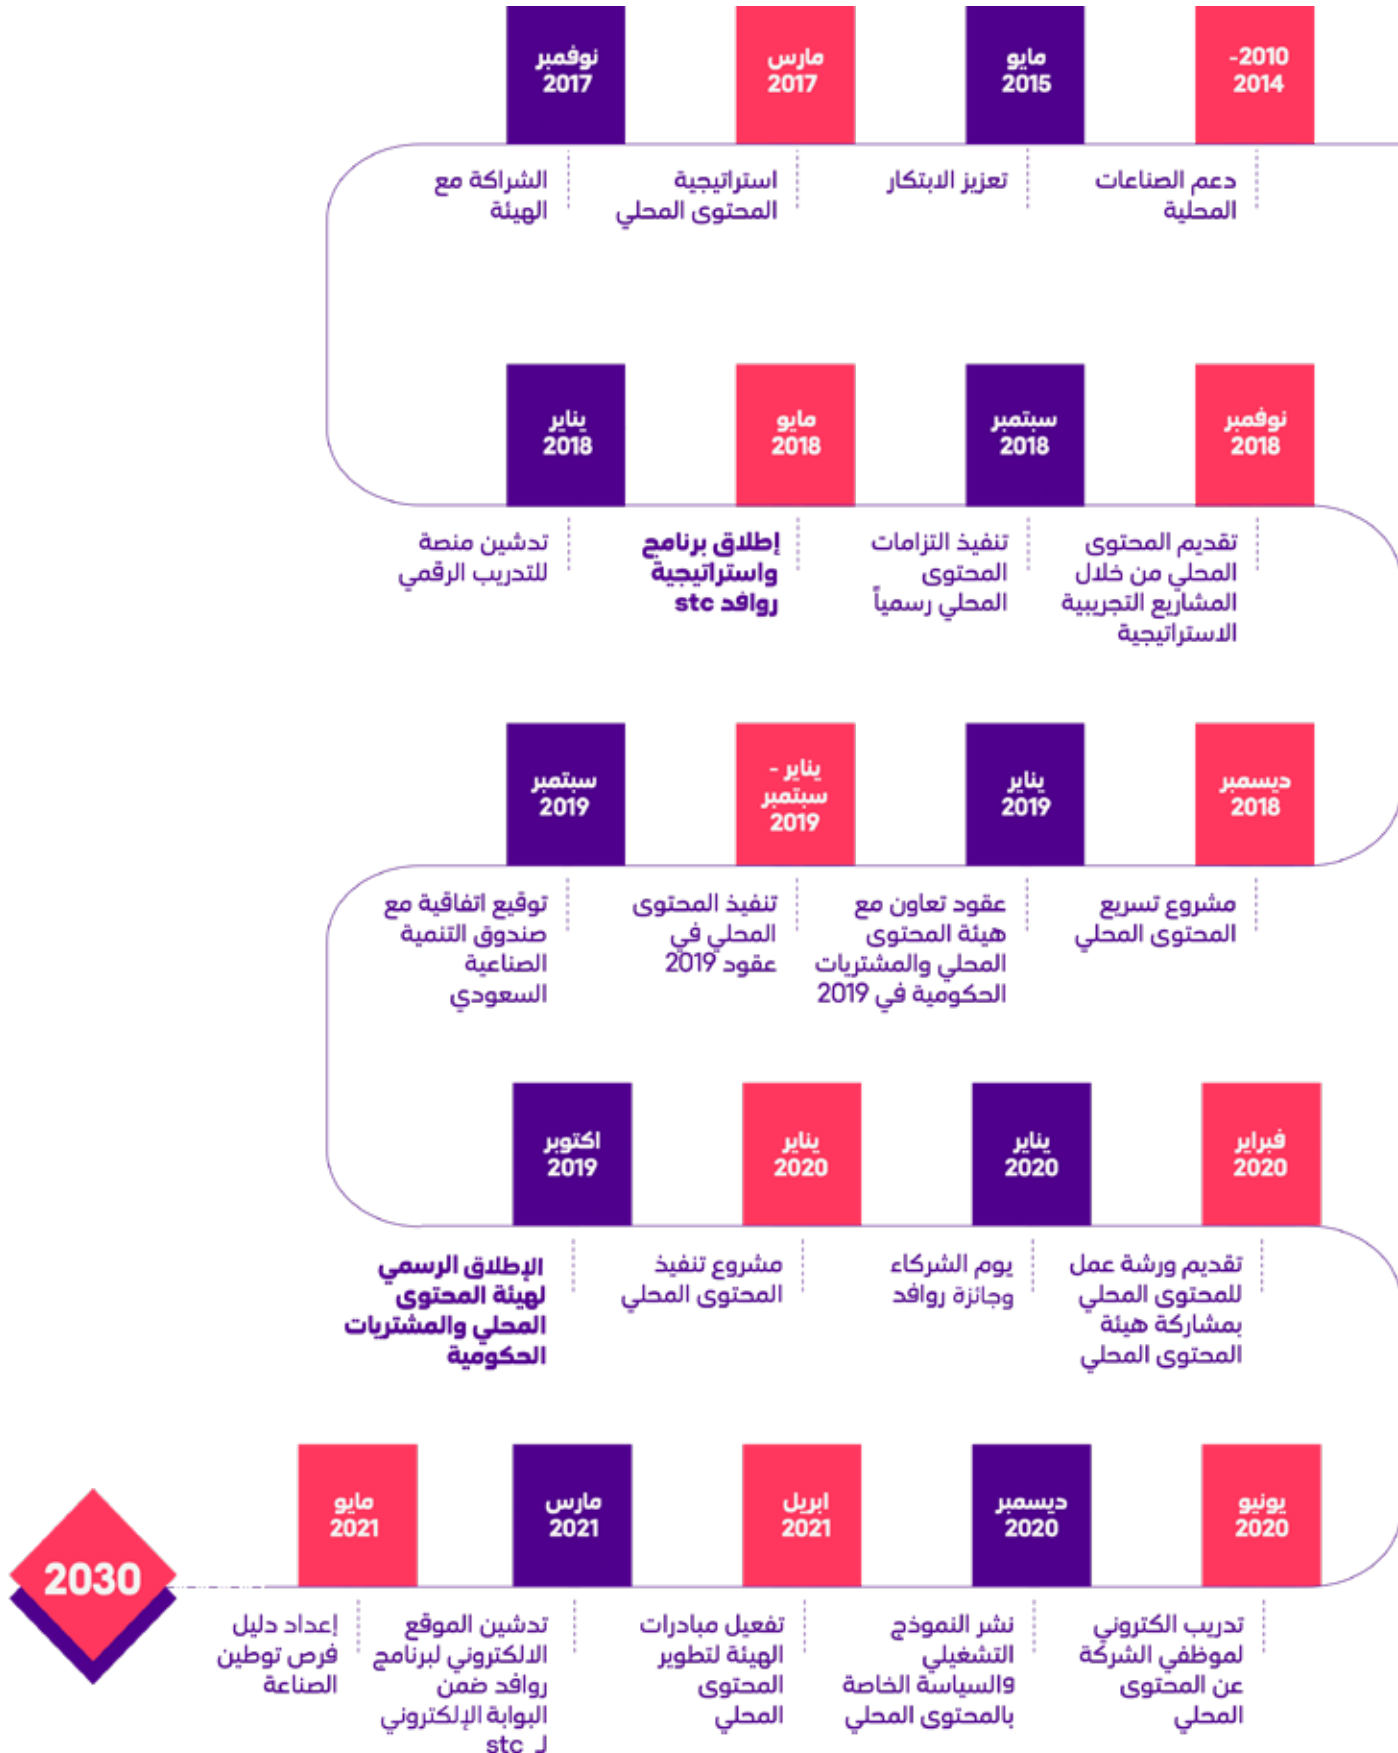 2010-
2014
دعم الصناعات
المحلية
مايو
2015
تعزيز الابتكار
مارس
2017
استراتيجية
المحتوى المحلي
نوفمبر
2017
الشراكة مع
الهيئة
يناير
2018
تدشين منصة
للتدريب الرقمي
مايو
2018
إطلاق برنامج
واستراتيجية
روافد stc
سبتمبر
2018
تنفيذ التزامات
المحتوى
المحلي رسمياً
نوفمبر
2018
تقديم المحتوى
المحلي من خلال
المشاريع التجريبية
الاستراتيجية
ديسمبر
2018
مشروع تسريع
المحتوى المحلي
يناير
2019
عقود تعاون مع
هيئة المحتوى
المحلي والمشتريات
الحكومية في 2019
يناير -
سبتمبر
2019
تنفيذ المحتوى
المحلي في
عقود 2019
سبتمبر
2019
توقيع اتفاقية مع
صندوق التنمية
الصناعية
السعودي
اكتوبر
2019
الإطلاق الرسمي
لهيئة المحتوى
المحلي والمشتريات
الحكومية
يناير
2020
مشروع تنفيذ
المحتوى المحلي
يناير
2020
يوم الشركاء
وجائزة روافد
فبراير
2020
تقديم ورشة عمل
للمحتوى المحلي
بمشاركة هيئة
المحتوى المحلي
يونيو
2020
تدريب الكتروني
لموظفي الشركة
عن المحتوى
المحلي
ديسمبر
2020
نشر النموذج
التشغيلي
والسياسة الخاصة
بالمحتوى المحلي
ابريل
2021
تفعيل مبادرات
الهيئة لتطوير
المحتوى
المحلي
مارس
2021
تدشين الموقع
الالكتروني لبرنامج
روافد ضمن
البوابة الإلكتروني
لـ stc
مايو
2021
إعداد دليل
فرص توطين
الصناعة
2030